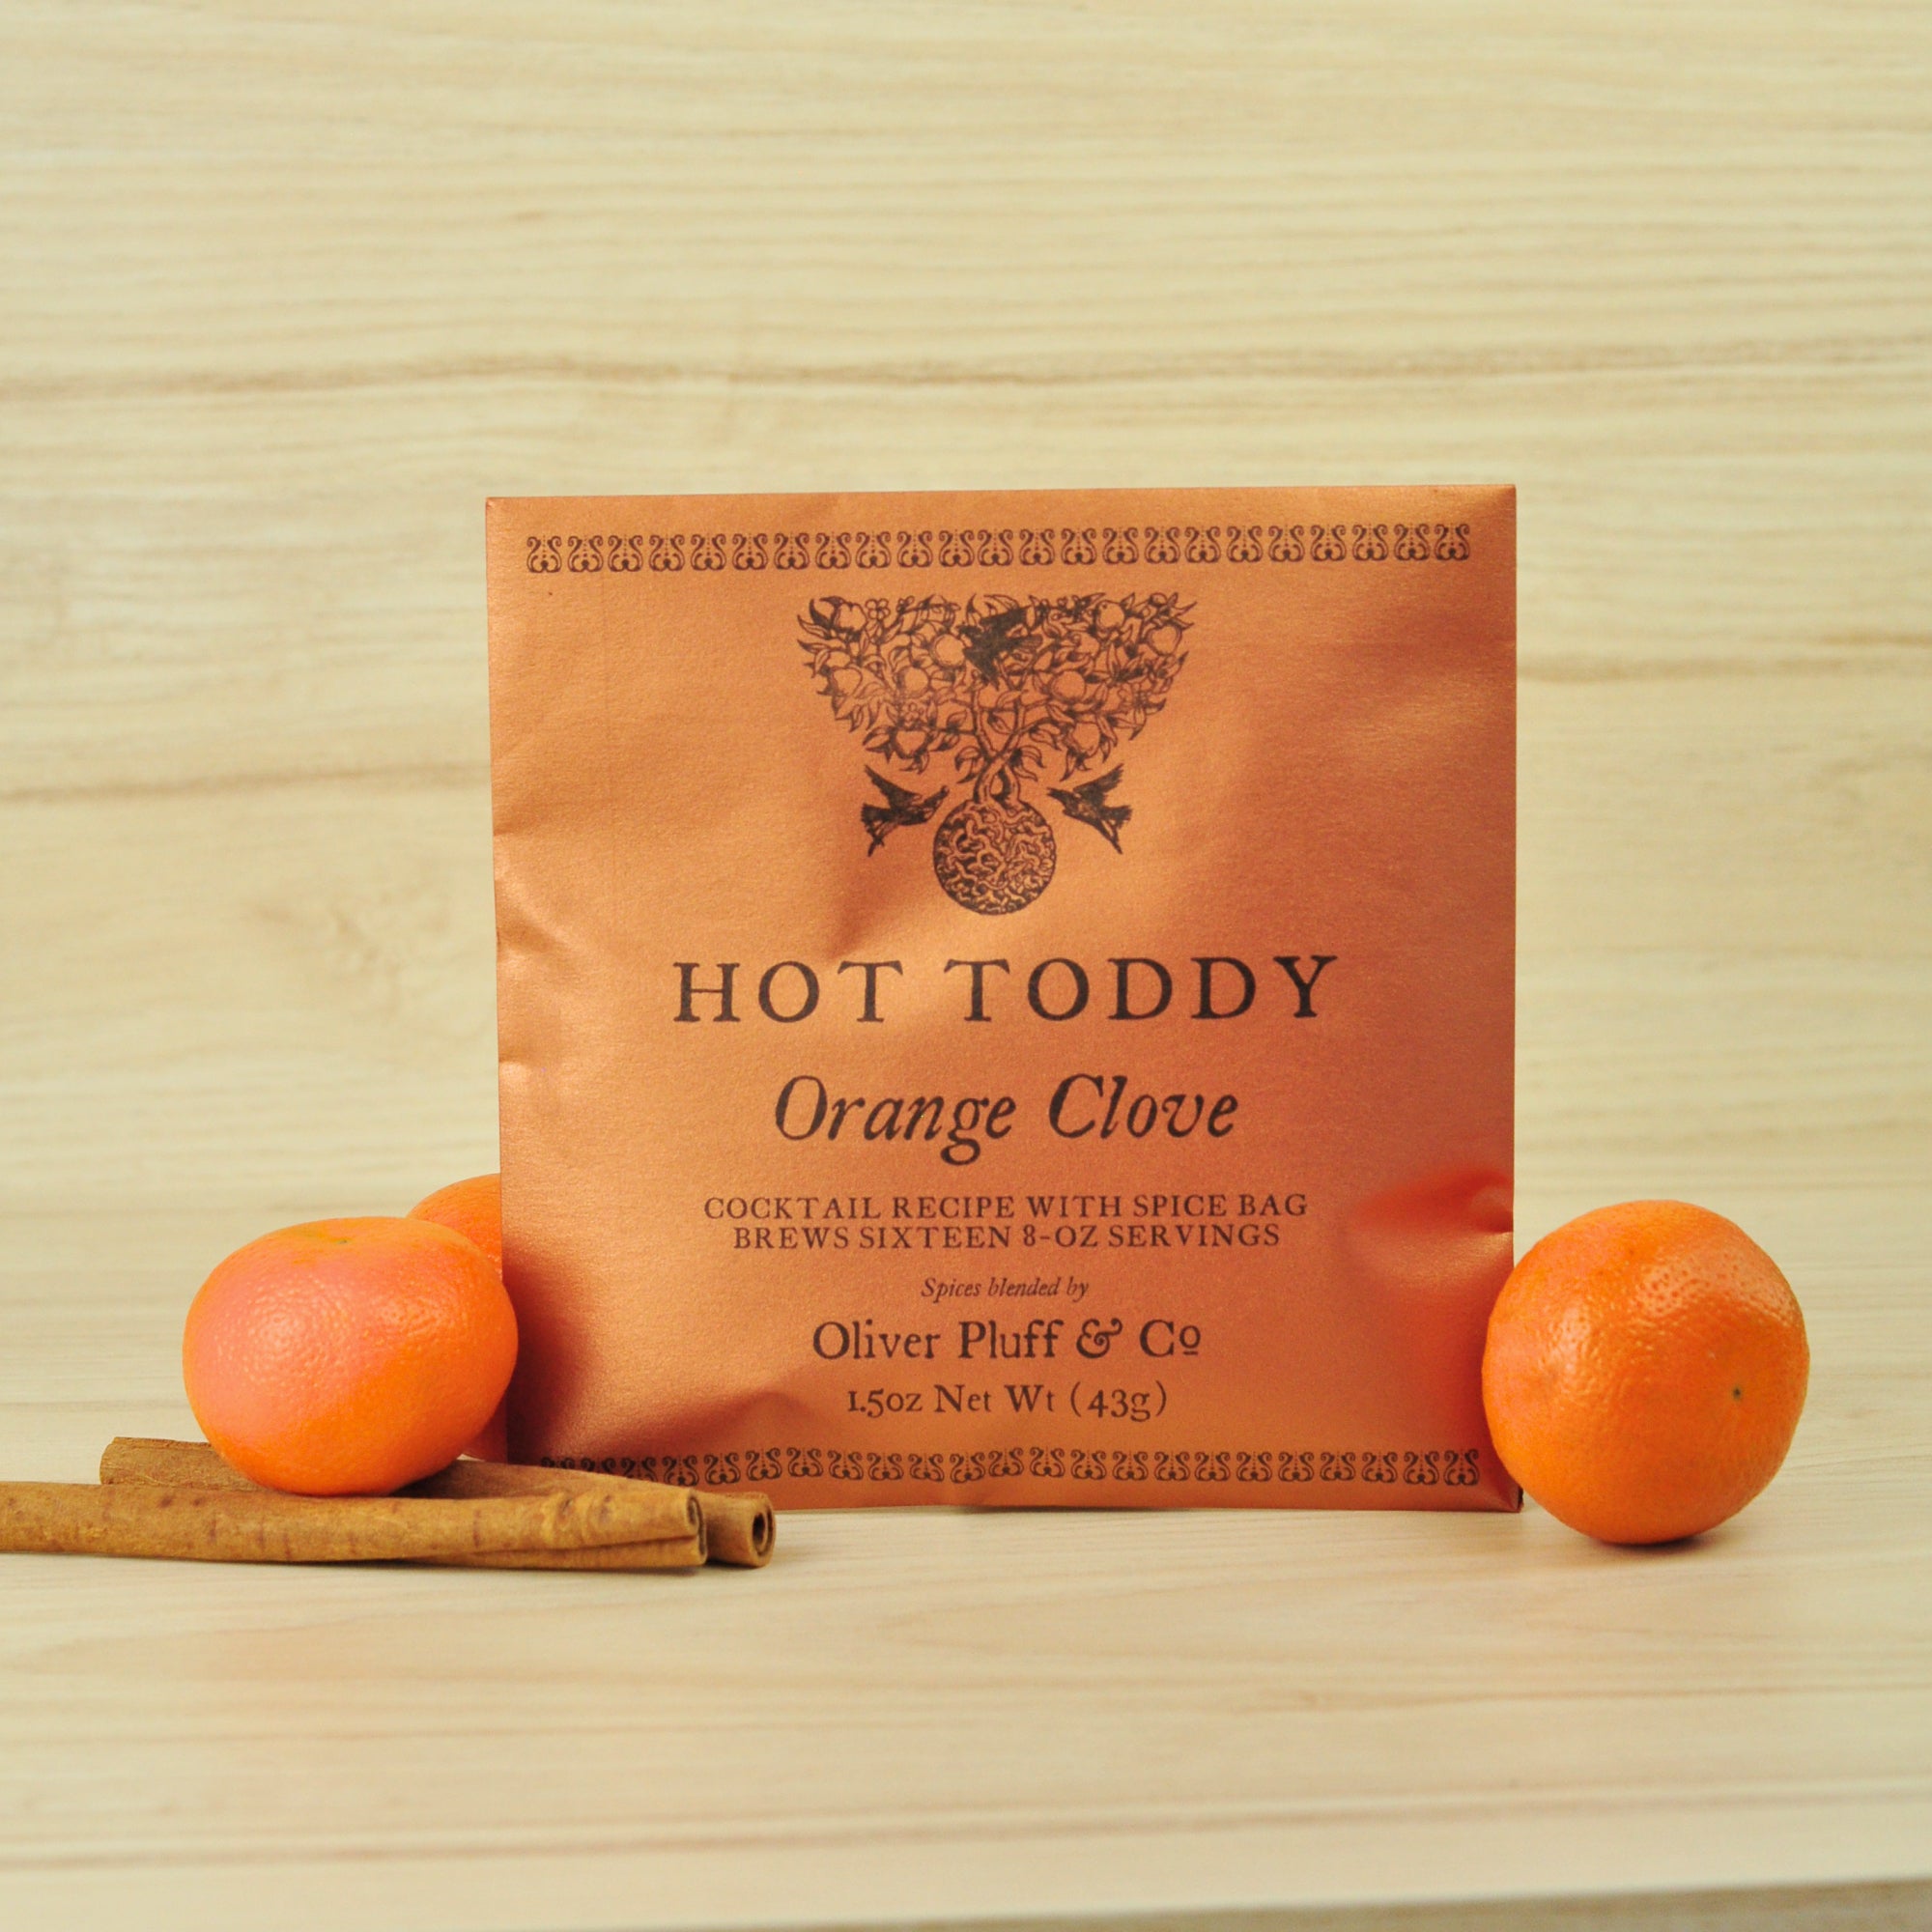 HOT TODDY
Orange Clove
COCKTAIL RECIPE WITH SPICE BAG
BREWS SIXTEEN 8-OZ SERVINGS
Spices blended by
Oliver Pluff & Cº
1.5oz Net Wt (43g)